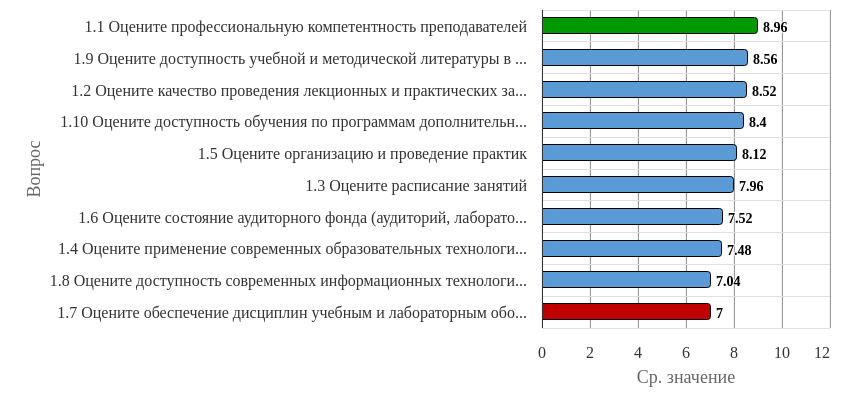 1.1 Оцените профессиональную компетентность преподавателей 8.96
1.9 Оцените доступность учебной и методической литературы в ... 8.56
1.2 Оцените качество проведения лекционных и практических за... 8.52
1.10 Оцените доступность обучения по программам дополнительн... 8.4
1.5 Оцените организацию и проведение практик 8.12
1.3 Оцените расписание занятий 7.96
1.6 Оцените состояние аудиторного фонда (аудиторий, лаборато... 7.52
1.4 Оцените применение современных образовательных технологи... 7.48
1.8 Оцените доступность современных информационных технологи... 7.04
1.7 Оцените обеспечение дисциплин учебным и лабораторным обо... 7
Вопрос
0 2 4 6 8 10 12
Ср. значение